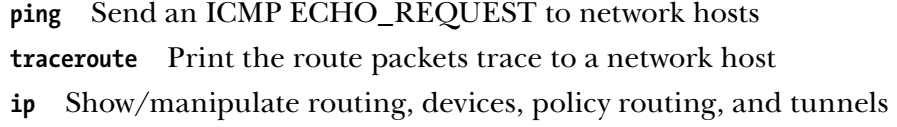 ping Send an ICMP ECHO_REQUEST to network hosts
traceroute Print the route packets trace to a network host
ip Show/manipulate routing, devices, policy routing, and tunnels